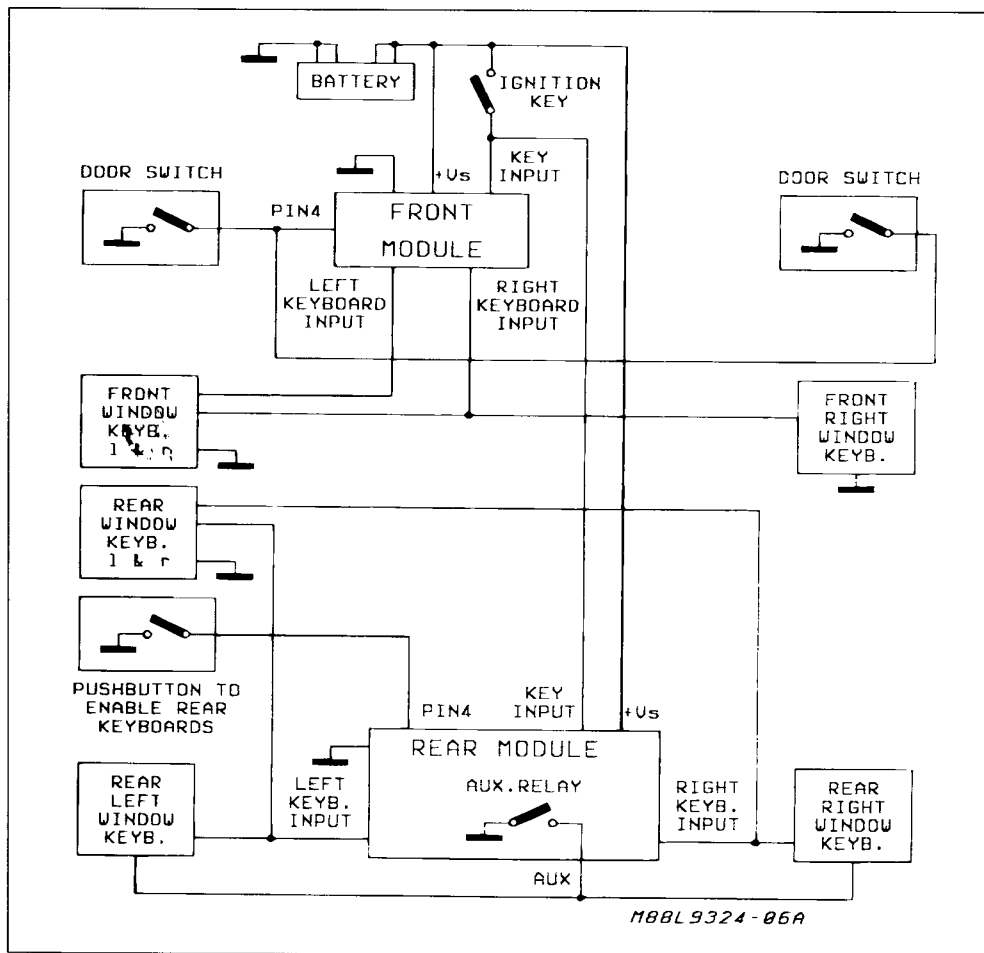 BATTERY
IGNITION
KEY
DOOR SWITCH
+Vs
KEY
INPUT
DOOR SWITCH
PIN4
FRONT
MODULE
LEFT
KEYBOARD
INPUT
RIGHT
KEYBOARD
INPUT
FRONT
WINDOW
KEYB.
l &
FRONT
RIGHT
WINDOW
KEYB.
REAR
WINDOW
KEYB.
l & r
PUSHBUTTON TO
ENABLE REAR
KEYBOARDS
PIN4
KEY
INPUT
+Vs
REAR MODULE
REAR
LEFT
WINDOW
KEYB.
LEFT
KEYB.
INPUT
AUX.RELAY
RIGHT
KEYB.
INPUT
REAR
RIGHT
WINDOW
KEYB.
AUX
M88L9324-06A